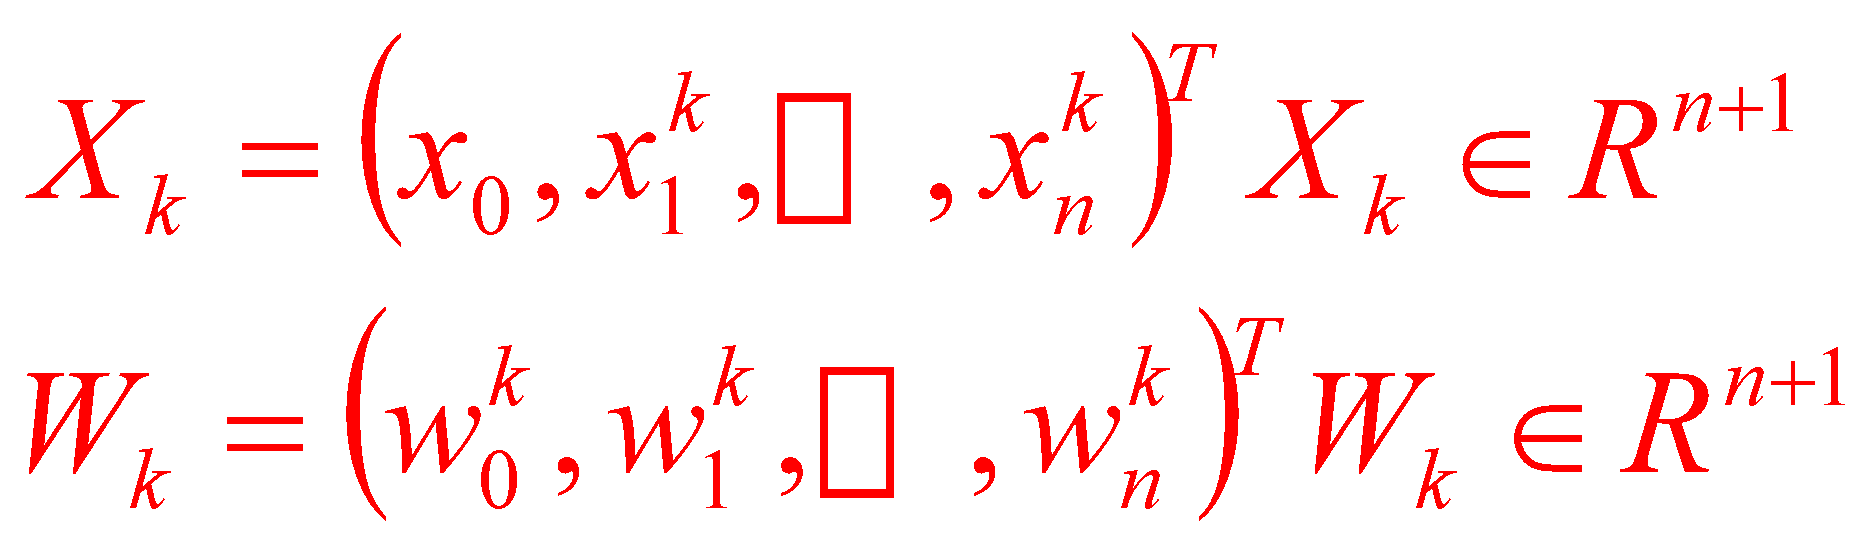 X_k = (x_0, x_1^k, □ , x_n^k)^T X_k ∈ R^{n+1}
W_k = (w_0^k, w_1^k, □ , w_n^k)^T W_k ∈ R^{n+1}